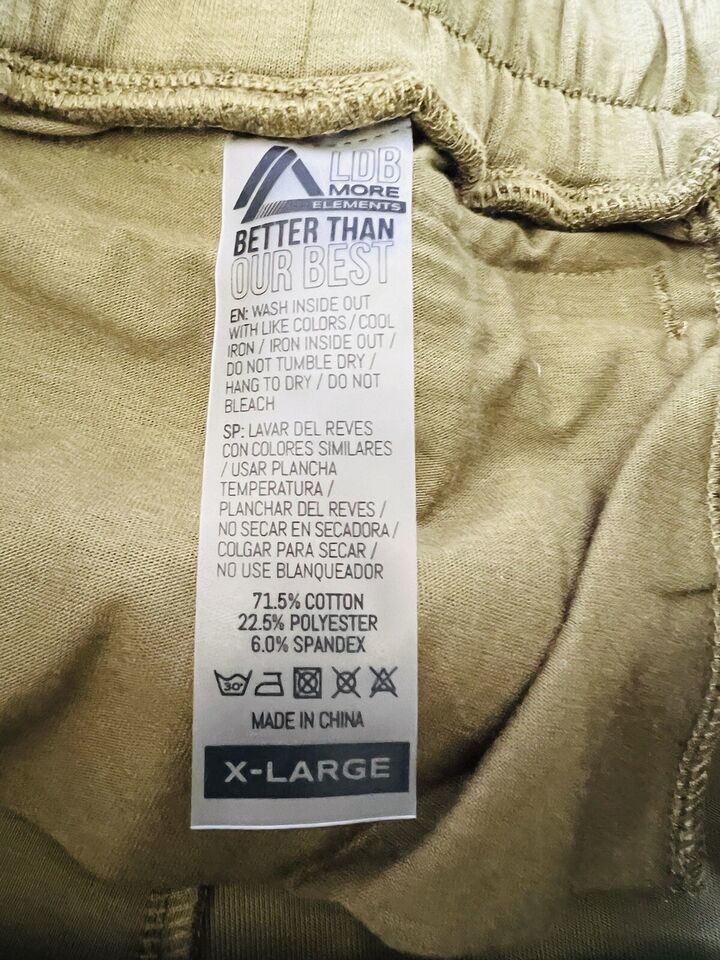 LDB
MORE
ELEMENTS
BETTER THAN
OUR BEST
EN: WASH INSIDE OUT
WITH LIKE COLORS / COOL
IRON / IRON INSIDE OUT /
DO NOT TUMBLE DRY /
HANG TO DRY / DO NOT
BLEACH
SP: LAVAR DEL REVES
CON COLORES SIMILARES
/ USAR PLANCHA
TEMPERATURA /
PLANCHAR DEL REVES /
NO SECAR EN SECADORA /
COLGAR PARA SECAR /
NO USE BLANQUEADOR
71.5% COTTON
22.5% POLYESTER
6.0% SPANDEX
30°
MADE IN CHINA
X-LARGE